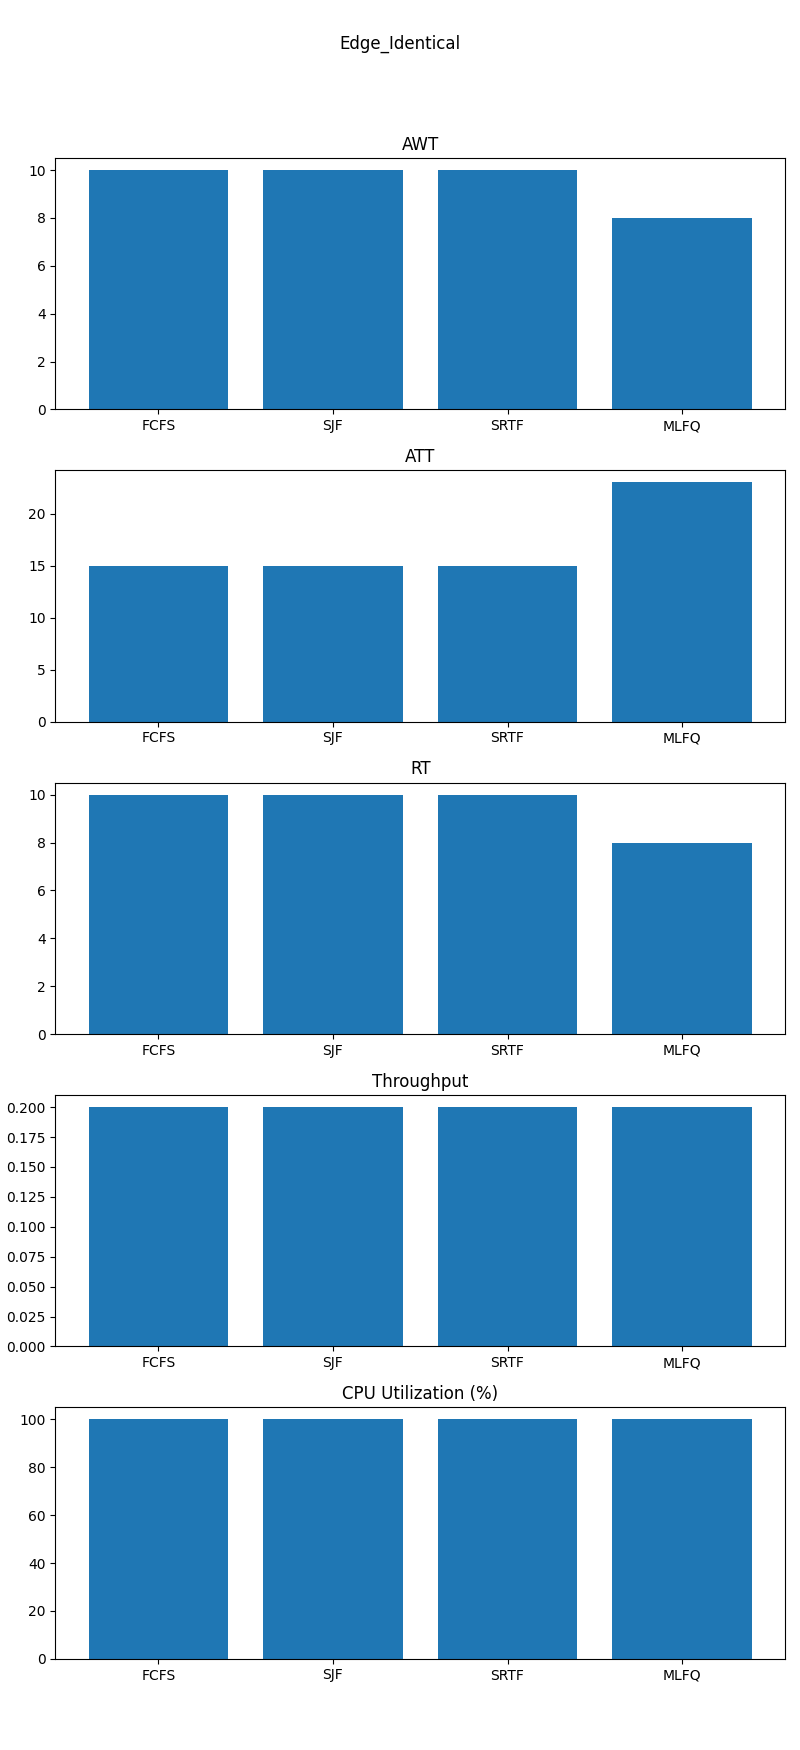 Edge_Identical
AWT
10
8
6
4
2
0
FCFS SJF SRTF MLFQ
ATT
20
15
10
5
0
FCFS SJF SRTF MLFQ
RT
10
8
6
4
2
0
FCFS SJF SRTF MLFQ
Throughput
0.200
0.175
0.150
0.125
0.100
0.075
0.050
0.025
0.000
FCFS SJF SRTF MLFQ
CPU Utilization (%)
100
80
60
40
20
0
FCFS SJF SRTF MLFQ